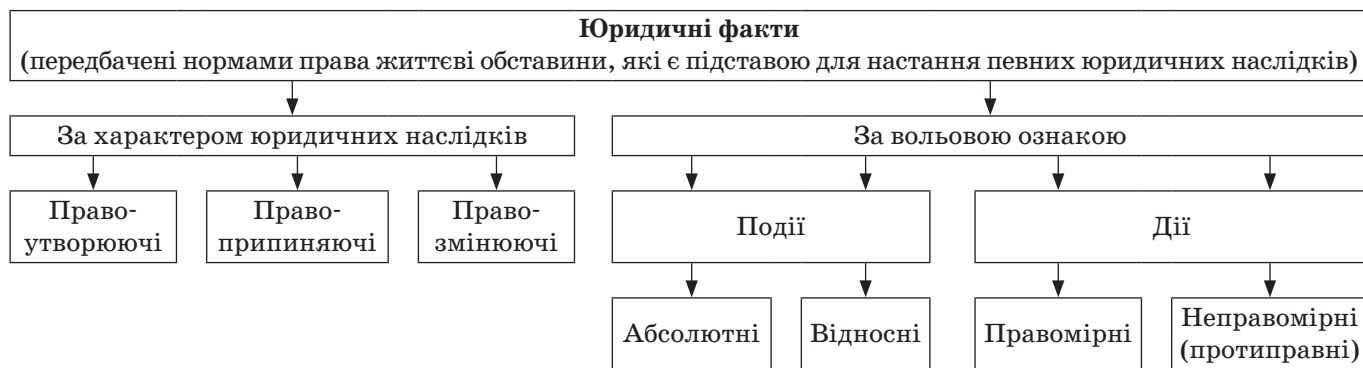 Юридичні факти
(передбачені нормами права життєві обставини, які є підставою для настання певних юридичних наслідків)
За характером юридичних наслідків
За вольовою ознакою
Право-
утворюючі
Право-
припиняючі
Право-
змінюючі
Події
Дії
Абсолютні
Відносні
Правомірні
Неправомірні
(протиправні)